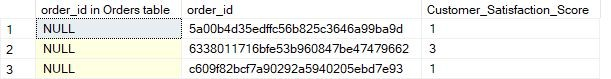 order_id in Orders table order_id Customer_Satisfaction_Score
1 NULL 5a00b4d35edffc56b825c3646a99ba9d 1
2 NULL 6338011716bfe53b960847be47479662 3
3 NULL c609f82bcf7a90292a5940205ebd7e93 1